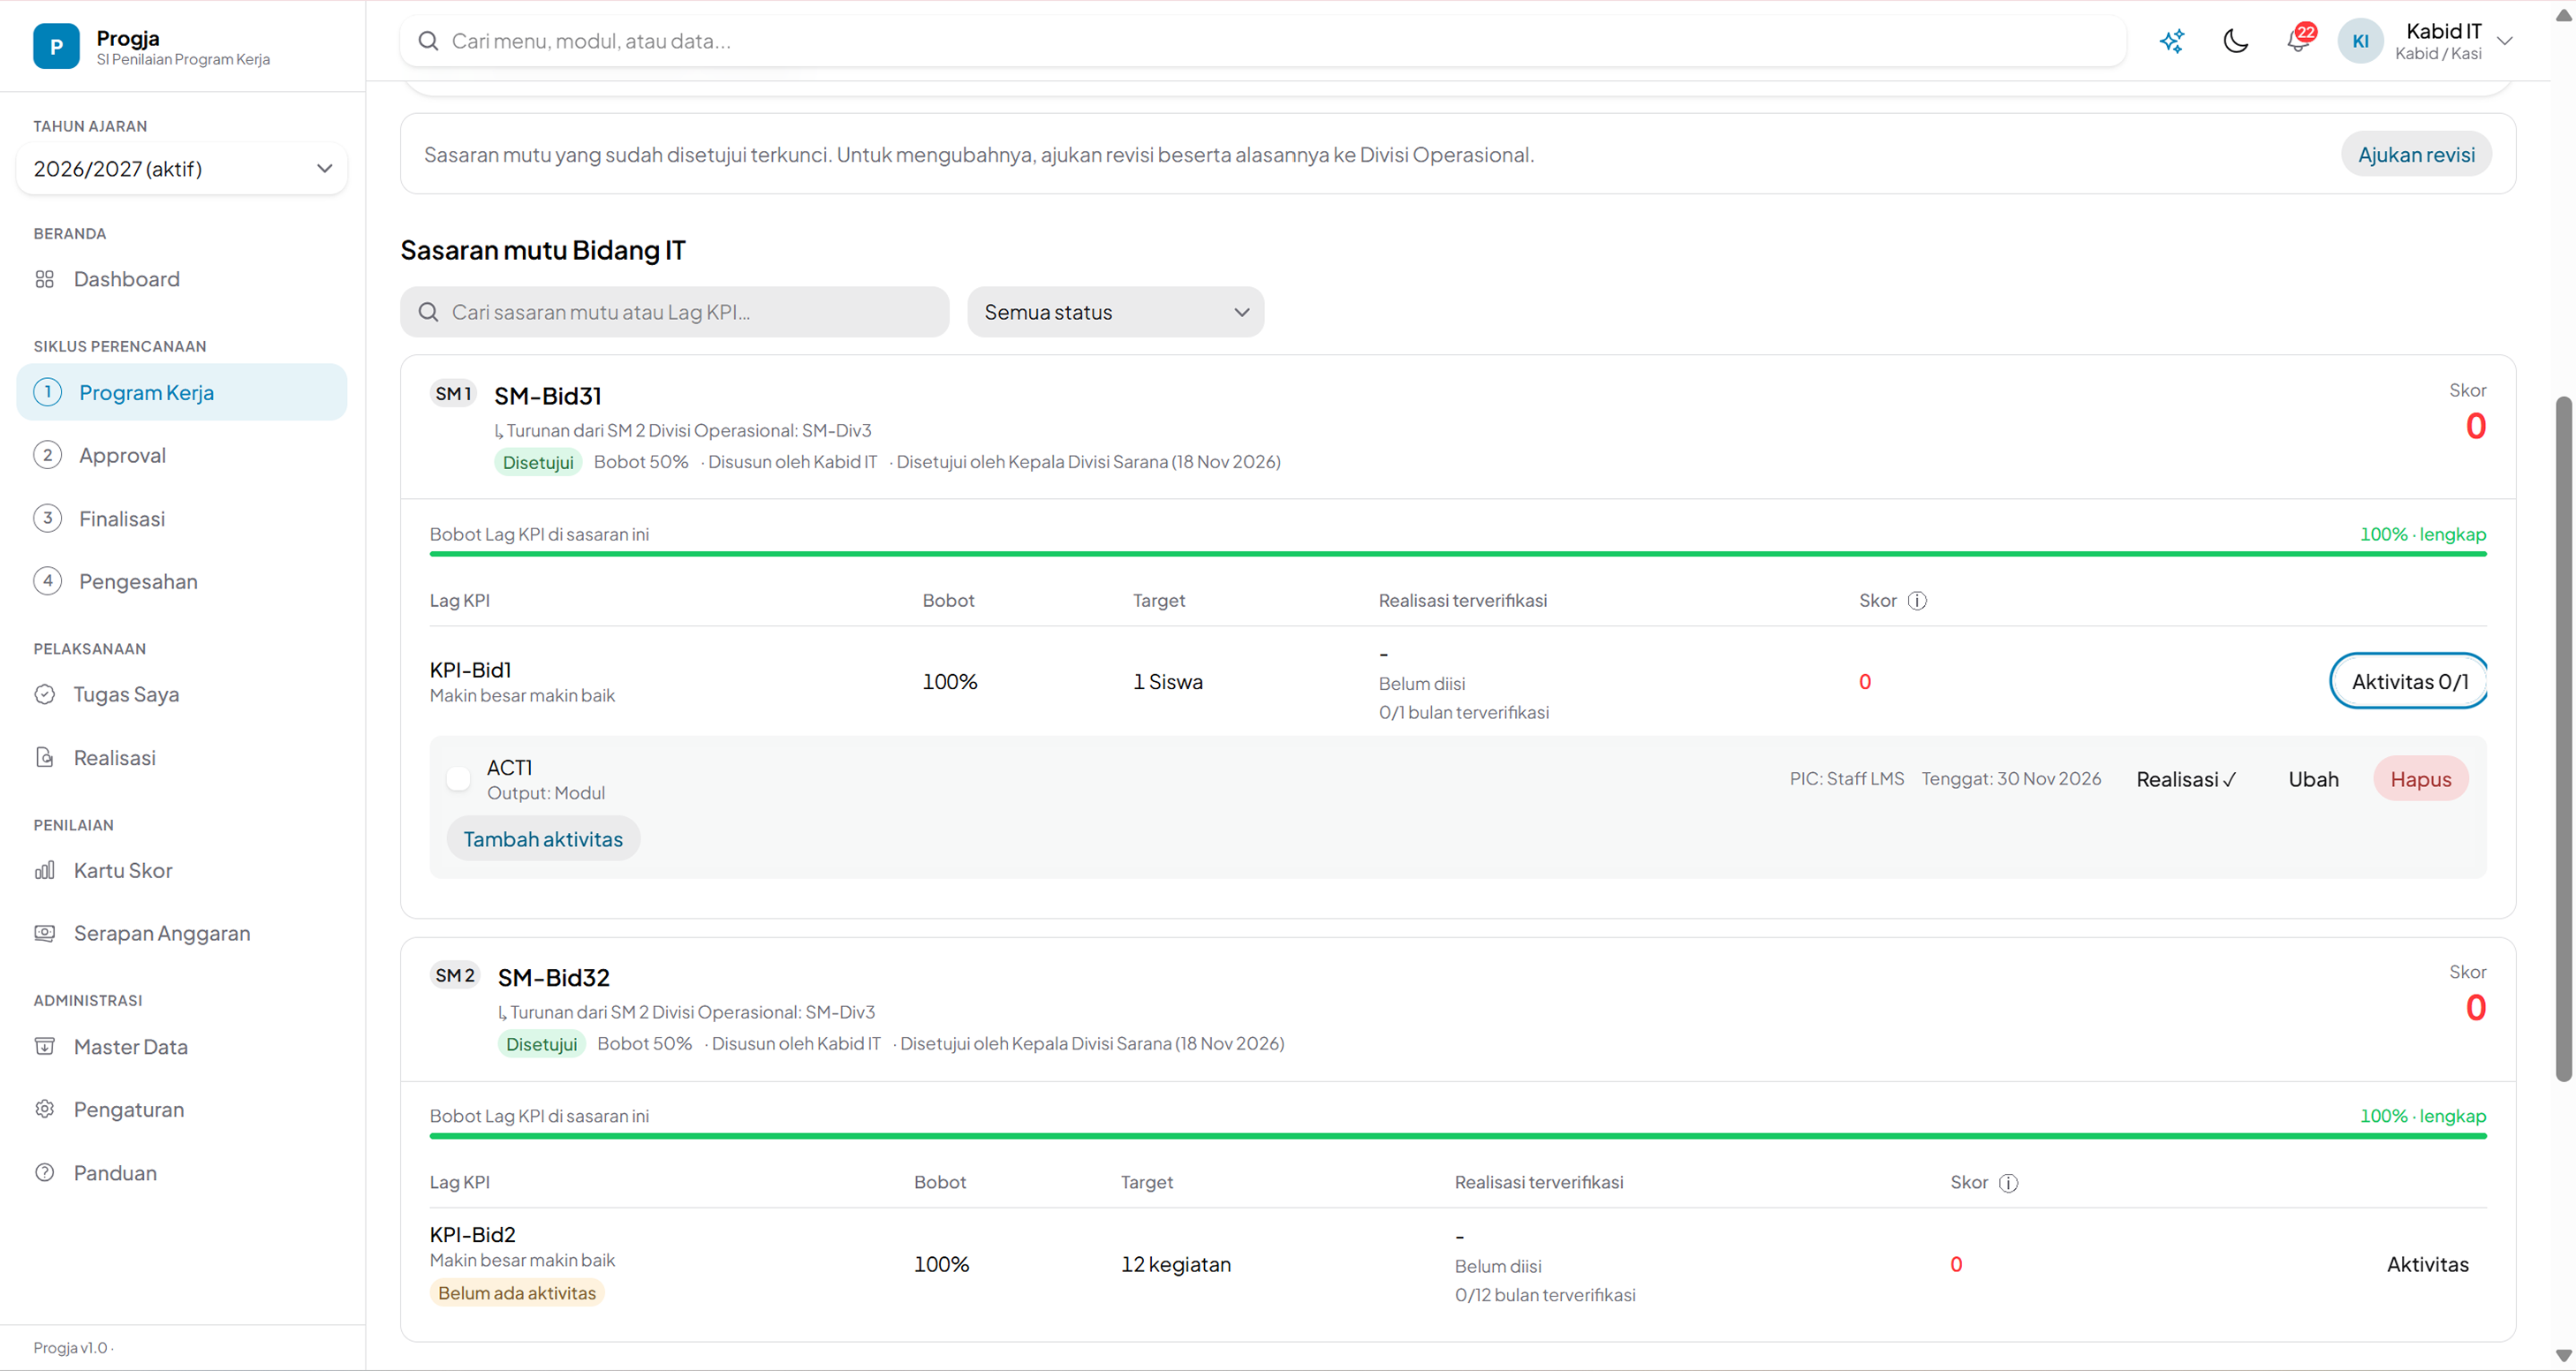 P
Progja
SI Penilaian Program Kerja
Cari menu, modul, atau data...
22
KI
Kabid IT
Kabid / Kasi
TAHUN AJARAN
2026/2027 (aktif)
BERANDA
Dashboard
SIKLUS PERENCANAAN
1 Program Kerja
2 Approval
3 Finalisasi
4 Pengesahan
PELAKSANAAN
Tugas Saya
Realisasi
PENILAIAN
Kartu Skor
Serapan Anggaran
ADMINISTRASI
Master Data
Pengaturan
Panduan
Progja v1.0 ·
Sasaran mutu yang sudah disetujui terkunci. Untuk mengubahnya, ajukan revisi beserta alasannya ke Divisi Operasional.
Ajukan revisi
Sasaran mutu Bidang IT
Cari sasaran mutu atau Lag KPI...
Semua status
SM 1 SM-Bid31
↳ Turunan dari SM 2 Divisi Operasional: SM-Div3
Disetujui Bobot 50% · Disusun oleh Kabid IT · Disetujui oleh Kepala Divisi Sarana (18 Nov 2026)
Skor
0
Bobot Lag KPI di sasaran ini 100% · lengkap
Lag KPI Bobot Target Realisasi terverifikasi Skor
KPI-Bid1
Makin besar makin baik
100%
1 Siswa
-
Belum diisi
0/1 bulan terverifikasi
0
Aktivitas 0/1
ACT1
Output: Modul
PIC: Staff LMS Tenggat: 30 Nov 2026 Realisasi ✓ Ubah Hapus
Tambah aktivitas
SM 2 SM-Bid32
↳ Turunan dari SM 2 Divisi Operasional: SM-Div3
Disetujui Bobot 50% · Disusun oleh Kabid IT · Disetujui oleh Kepala Divisi Sarana (18 Nov 2026)
Skor
0
Bobot Lag KPI di sasaran ini 100% · lengkap
Lag KPI Bobot Target Realisasi terverifikasi Skor
KPI-Bid2
Makin besar makin baik
Belum ada aktivitas
100%
12 kegiatan
-
Belum diisi
0/12 bulan terverifikasi
0
Aktivitas